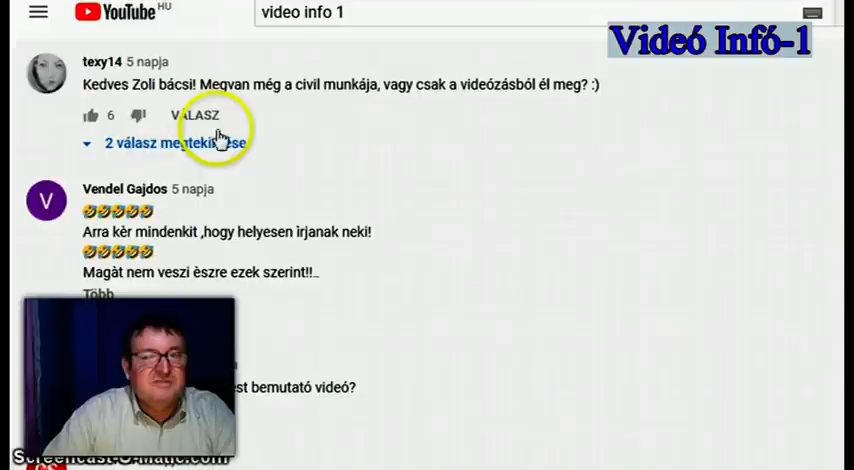 YouTube HU
video info 1
Videó Infó-1
texy14 5 napja
Kedves Zoli bácsi! Megvan még a civil munkája, vagy csak a videózásból él meg? :)
6 VÁLASZ
2 válasz megtekintése
V
Vendel Gajdos 5 napja
🤣🤣🤣🤣🤣
Arra kèr mindenkit ,hogy helyesen ìrjanak neki!
🤣🤣🤣🤣🤣
Magàt nem veszi èszre ezek szerint!!..
Több
bemutató videó?
Screencast-O-Matic.com